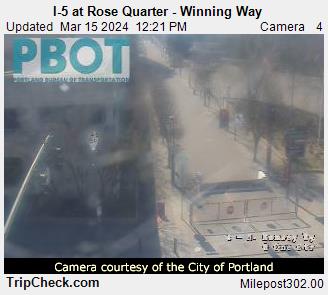 I-5 at Rose Quarter - Winning Way
Updated Mar 15 2024 12:21 PM Camera 4
PBOT
PORTLAND BUREAU OF TRANSPORTATION
Camera courtesy of the City of Portland
TripCheck.com Milepost302.00